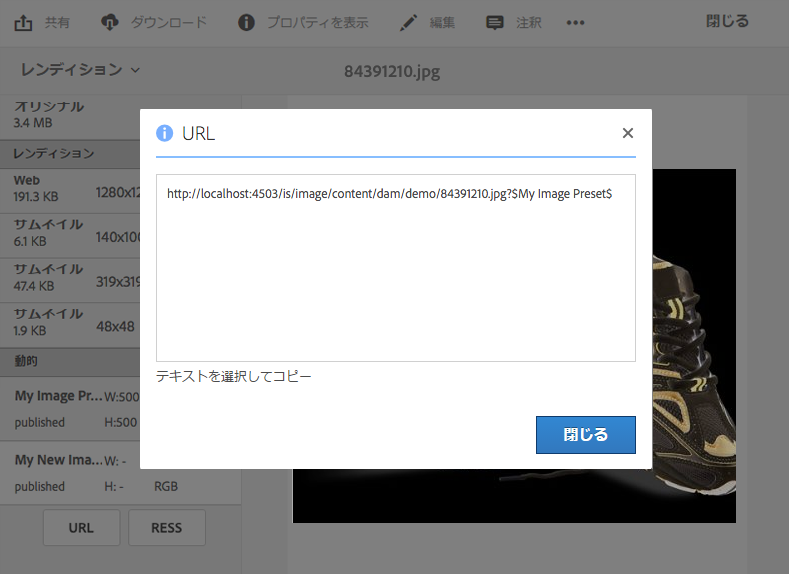 共有 ダウンロード プロパティを表示 編集 注釈 ••• 閉じる
レンディション 84391210.jpg
オリジナル
3.4 MB
レンディション
Web
191.3 KB 1280x12
サムネイル
6.1 KB 140x100
サムネイル
47.4 KB 319x319
サムネイル
1.9 KB 48x48
動的
My Image Pr... W:500
published H:500
My New Ima... W: -
published H: - RGB
URL RESS
URL
http://localhost:4503/is/image/content/dam/demo/84391210.jpg?$My Image Preset$
テキストを選択してコピー
閉じる